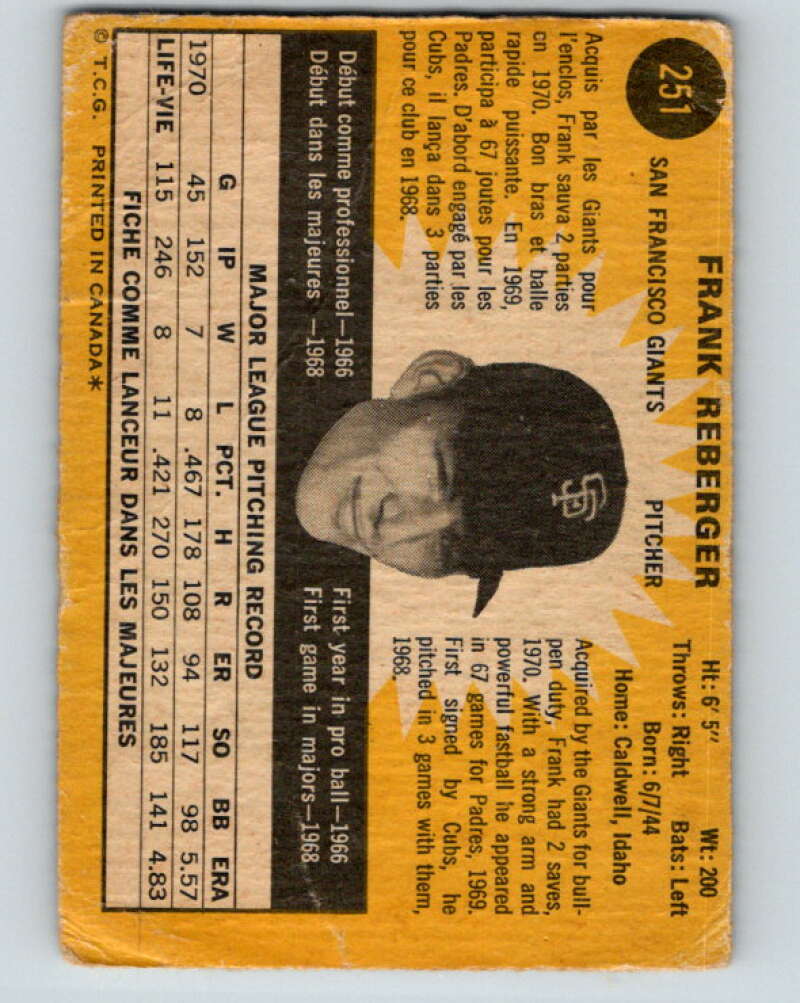 251
FRANK REBERGER
SAN FRANCISCO GIANTS PITCHER
Ht: 6' 5" Wt: 200
Throws: Right Bats: Left
Born: 6/7/44
Home: Caldwell, Idaho
Acquis par les Giants pour
l'enclos, Frank sauva 2 parties
en 1970. Bon bras et balle
rapide puissante. En 1969,
participa à 67 joutes pour les
Padres. D'abord engagé par les
Cubs, il lança dans 3 parties
pour ce club en 1968.
SF
Acquired by the Giants for bull-
pen duty, Frank had 2 saves,
1970. With a strong arm and
powerful fastball he appeared
in 67 games for Padres, 1969.
First signed by Cubs, he
pitched in 3 games with them,
1968.
Début comme professionnel—1966
Début dans les majeures —1968
First year in pro ball—1966
First game in majors—1968
MAJOR LEAGUE PITCHING RECORD
G IP W L PCT. H R ER SO BB ERA
1970 45 152 7 8 .467 178 108 94 117 98 5.57
LIFE-VIE 115 246 8 11 .421 270 150 132 185 141 4.83
FICHE COMME LANCEUR DANS LES MAJEURES
© T.C.G. PRINTED IN CANADA*